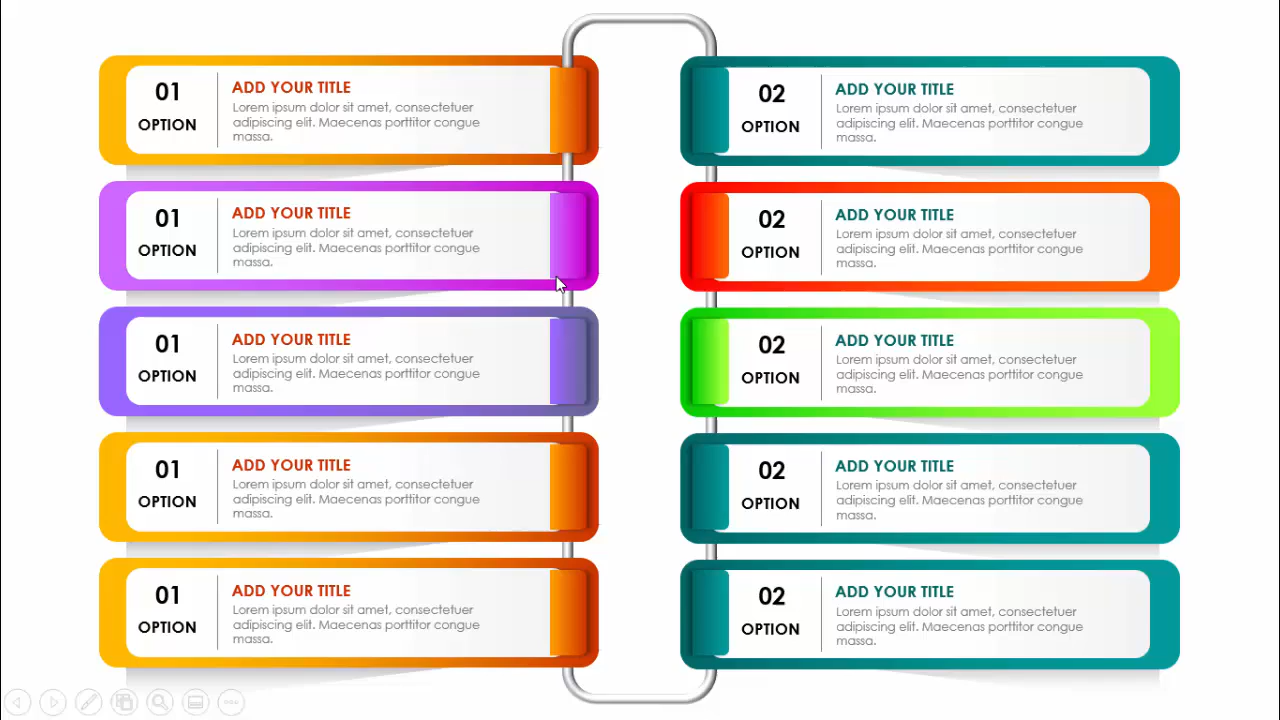 01
OPTION
ADD YOUR TITLE
Lorem ipsum dolor sit amet, consectetuer
adipiscing elit. Maecenas porttitor congue
massa.
01
OPTION
ADD YOUR TITLE
Lorem ipsum dolor sit amet, consectetuer
adipiscing elit. Maecenas porttitor congue
massa.
01
OPTION
ADD YOUR TITLE
Lorem ipsum dolor sit amet, consectetuer
adipiscing elit. Maecenas porttitor congue
massa.
01
OPTION
ADD YOUR TITLE
Lorem ipsum dolor sit amet, consectetuer
adipiscing elit. Maecenas porttitor congue
massa.
01
OPTION
ADD YOUR TITLE
Lorem ipsum dolor sit amet, consectetuer
adipiscing elit. Maecenas porttitor congue
massa.
02
OPTION
ADD YOUR TITLE
Lorem ipsum dolor sit amet, consectetuer
adipiscing elit. Maecenas porttitor congue
massa.
02
OPTION
ADD YOUR TITLE
Lorem ipsum dolor sit amet, consectetuer
adipiscing elit. Maecenas porttitor congue
massa.
02
OPTION
ADD YOUR TITLE
Lorem ipsum dolor sit amet, consectetuer
adipiscing elit. Maecenas porttitor congue
massa.
02
OPTION
ADD YOUR TITLE
Lorem ipsum dolor sit amet, consectetuer
adipiscing elit. Maecenas porttitor congue
massa.
02
OPTION
ADD YOUR TITLE
Lorem ipsum dolor sit amet, consectetuer
adipiscing elit. Maecenas porttitor congue
massa.